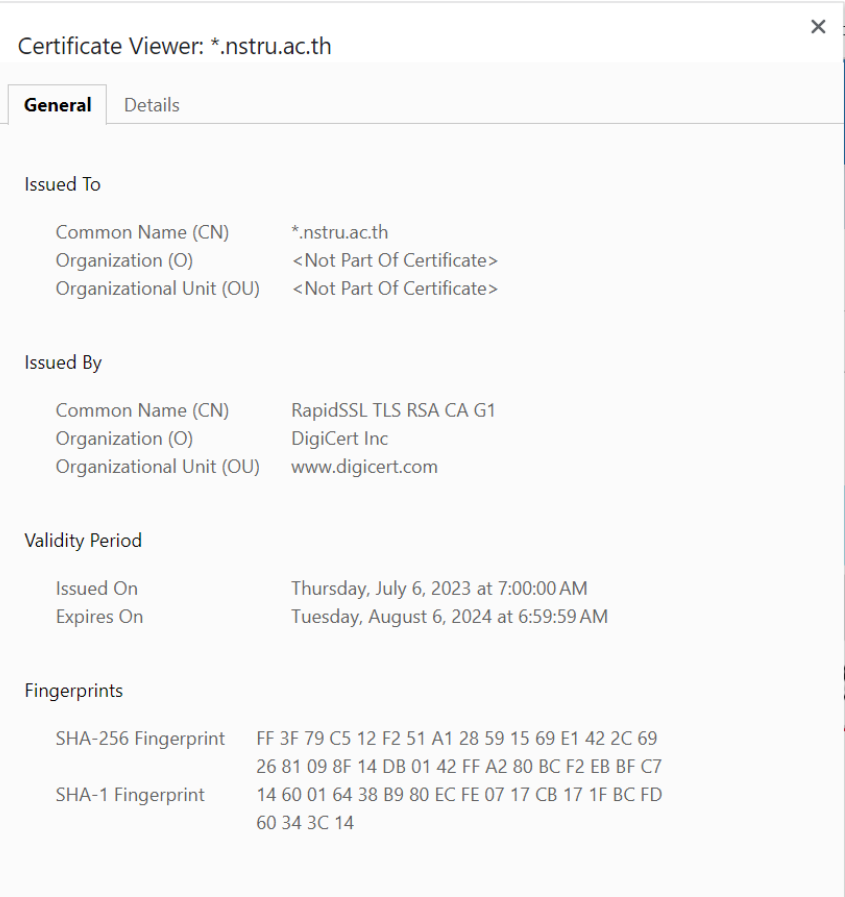 Certificate Viewer: *.nstru.ac.th
General Details
Issued To
Common Name (CN) *.nstru.ac.th
Organization (O) <Not Part Of Certificate>
Organizational Unit (OU) <Not Part Of Certificate>
Issued By
Common Name (CN) RapidSSL TLS RSA CA G1
Organization (O) DigiCert Inc
Organizational Unit (OU) www.digicert.com
Validity Period
Issued On Thursday, July 6, 2023 at 7:00:00 AM
Expires On Tuesday, August 6, 2024 at 6:59:59 AM
Fingerprints
SHA-256 Fingerprint FF 3F 79 C5 12 F2 51 A1 28 59 15 69 E1 42 2C 69
26 81 09 8F 14 DB 01 42 FF A2 80 BC F2 EB BF C7
SHA-1 Fingerprint 14 60 01 64 38 B9 80 EC FE 07 17 CB 17 1F BC FD
60 34 3C 14